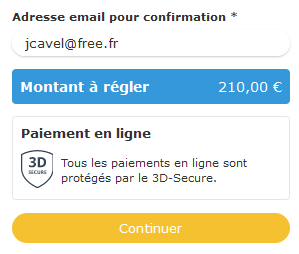 Adresse email pour confirmation *
jcavel@free.fr
Montant à régler 210,00 €
Paiement en ligne
3D
SECURE
Tous les paiements en ligne sont
protégés par le 3D-Secure.
Continuer